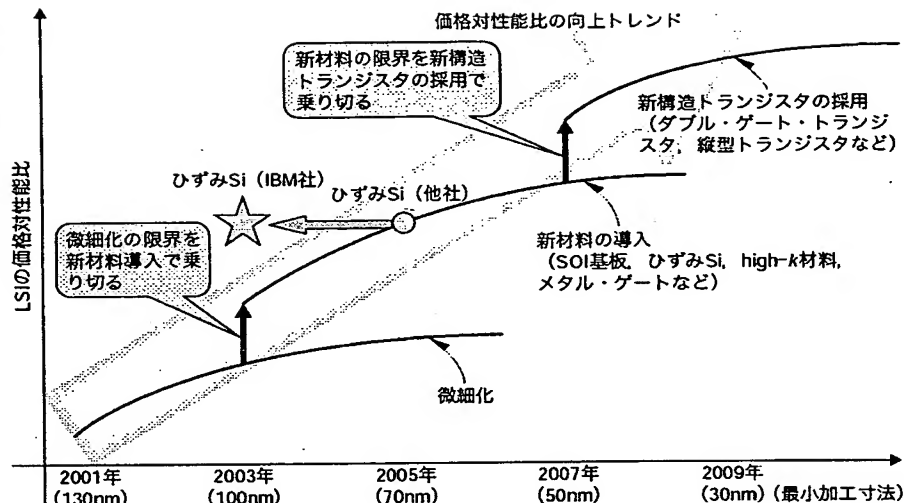 価格対性能比の向上トレンド
新材料の限界を新構造
トランジスタの採用で
乗り切る
新構造トランジスタの採用
（ダブル・ゲート・トランジ
スタ，縦型トランジスタなど）
ひずみSi（IBM社）
ひずみSi（他社）
微細化の限界を
新材料導入で乗
り切る
新材料の導入
（SOI基板，ひずみSi，high-k材料，
メタル・ゲートなど）
微細化
LSIの価格対性能比
2001年
（130nm）
2003年
（100nm）
2005年
（70nm）
2007年
（50nm）
2009年
（30nm）
（最小加工寸法）